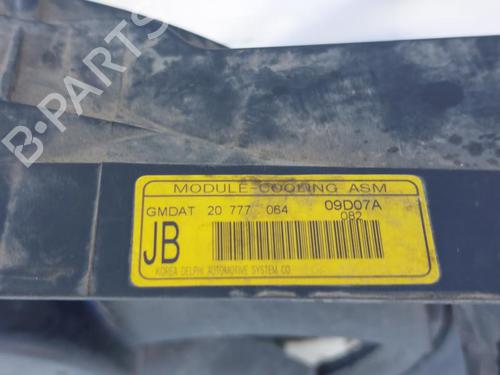 B-PARTS
MODULE-COOLING ASM
GMDAT 20 777 064 09D07A
082
JB
KOREA DELPHI AUTOMOTIVE SYSTEM CO